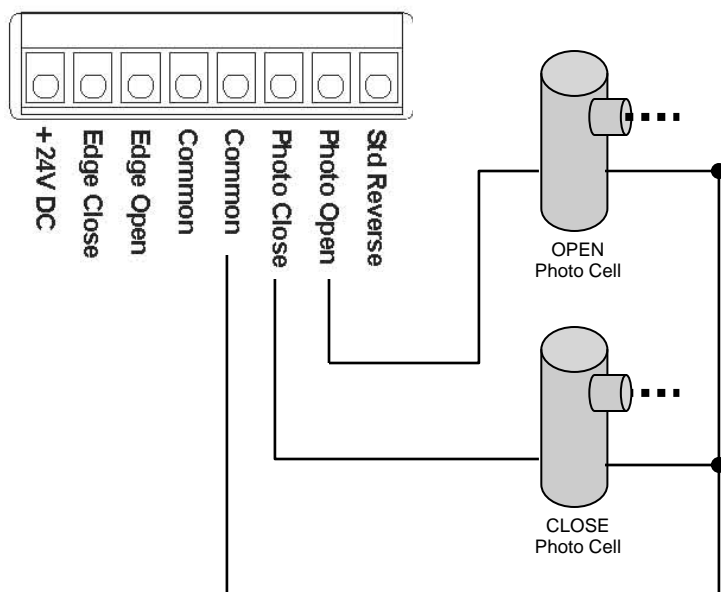 +24V DC
Edge Close
Edge Open
Common
Common
Photo Close
Photo Open
Std Reverse
OPEN
Photo Cell
CLOSE
Photo Cell